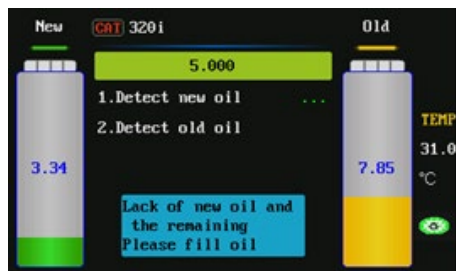 New CAT 320i Old
5.000
1.Detect new oil ...
2.Detect old oil
TEMP
31.0
3.34 7.85
°C
Lack of new oil and
the remaining
Please fill oil